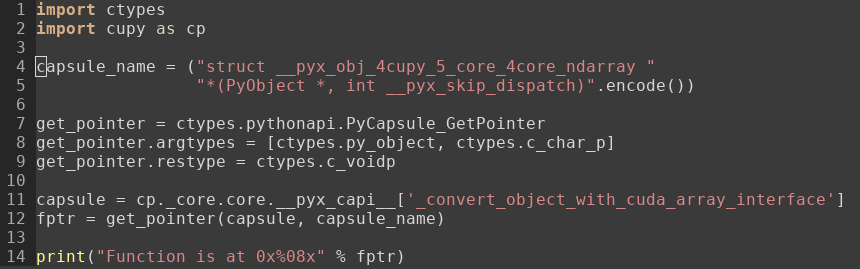 1 import ctypes
2 import cupy as cp
3
4 capsule_name = ("struct __pyx_obj_4cupy_5_core_4core_ndarray "
5                 "*(PyObject *, int __pyx_skip_dispatch)".encode())
6
7 get_pointer = ctypes.pythonapi.PyCapsule_GetPointer
8 get_pointer.argtypes = [ctypes.py_object, ctypes.c_char_p]
9 get_pointer.restype = ctypes.c_voidp
10
11 capsule = cp._core.core.__pyx_capi__['_convert_object_with_cuda_array_interface']
12 fptr = get_pointer(capsule, capsule_name)
13
14 print("Function is at 0x%08x" % fptr)